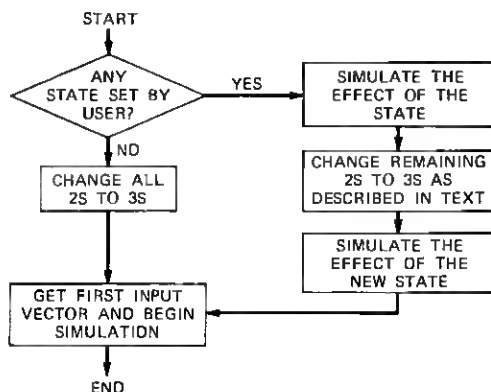 START
ANY
STATE SET BY
USER?
YES
NO
CHANGE ALL
2S TO 3S
SIMULATE THE
EFFECT OF THE
STATE
CHANGE REMAINING
2S TO 3S AS
DESCRIBED IN TEXT
SIMULATE THE
EFFECT OF THE
NEW STATE
GET FIRST INPUT
VECTOR AND BEGIN
SIMULATION
END